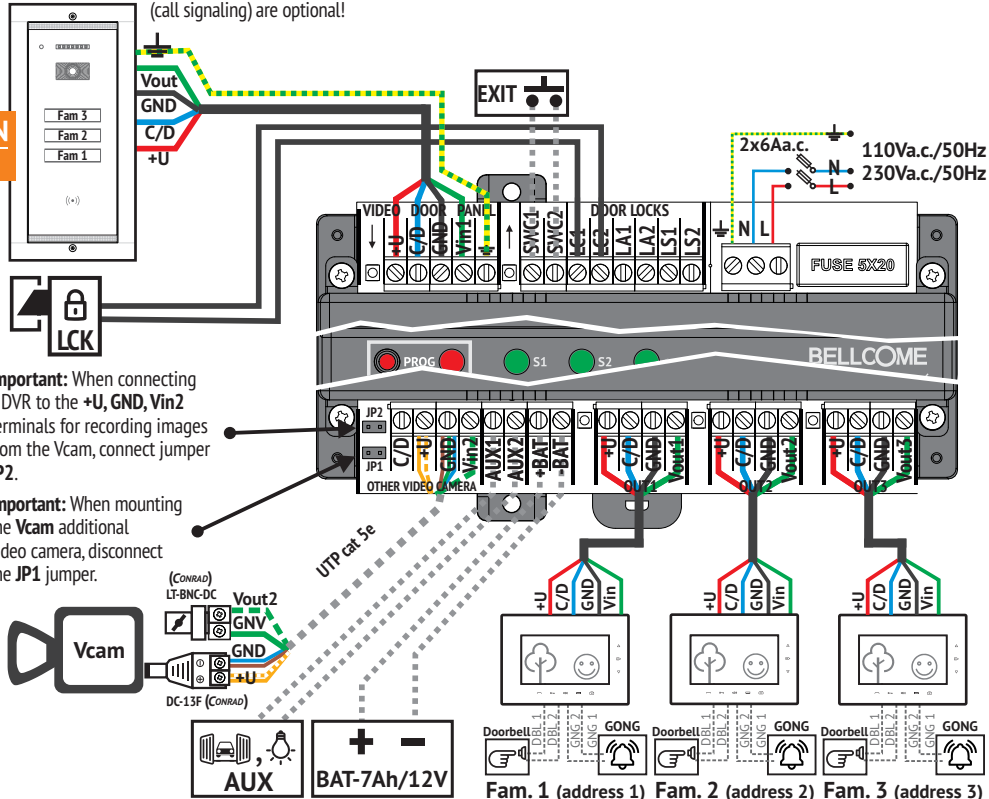 (call signaling) are optional!
Vout
GND
C/D
+U
Fam 3
Fam 2
Fam 1
N
EXIT
2x6Aa.c.
110Va.c./50Hz
230Va.c./50Hz
N
L
VIDEO DOOR PANEL
+U
C/D
GND
Vin1
SWC1
SWC2
DOOR LOCKS
LC1
LC2
LA1
LA2
LS1
LS2
N L
FUSE 5X20
LCK
PROG
S1
S2
BELLCOME
mportant: When connecting
DVR to the +U, GND, Vin2
erminals for recording images
om the Vcam, connect jumper
P2.
mportant: When mounting
he Vcam additional
deo camera, disconnect
he JP1 jumper.
JP2
JP1
C/D
+U
GND
Vin2
OTHER VIDEO CAMERA
AUX1
AUX2
+BAT
-BAT
+U
C/D
GND
Vout1
OUT1
+U
C/D
GND
Vout2
OUT2
+U
C/D
GND
Vout3
OUT3
UTP cat 5e
(CONRAD)
LT-BNC-DC
Vout2
GNV
GND
+U
DC-13F (CONRAD)
Vcam
AUX
+ −
BAT-7Ah/12V
+U
C/D
GND
Vin
+U
C/D
GND
Vin
+U
C/D
GND
Vin
Doorbell
DBL 1
DBL 2
GNG 2
GNG 1
GONG
Doorbell
DBL 1
DBL 2
GNG 2
GNG 1
GONG
Doorbell
DBL 1
DBL 2
GNG 2
GNG 1
GONG
Fam. 1 (address 1)
Fam. 2 (address 2)
Fam. 3 (address 3)